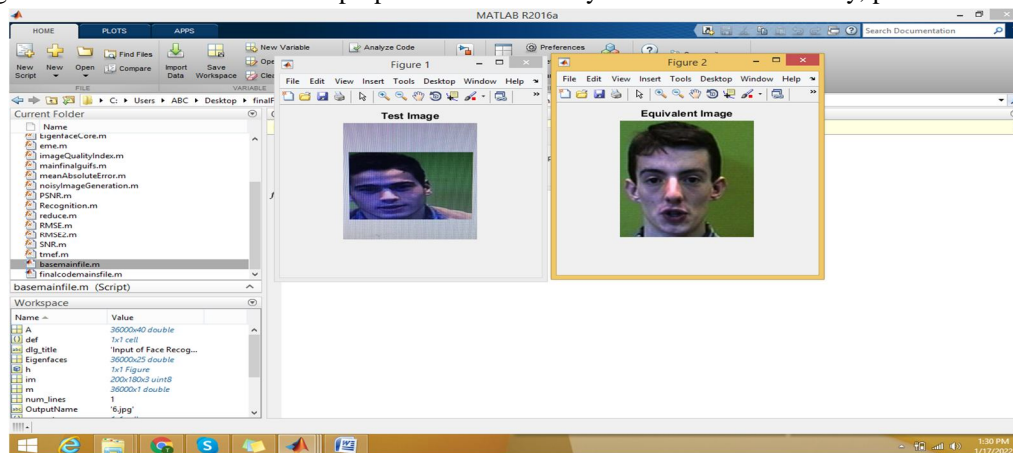 MATLAB R2016a
HOME PLOTS APPS
Search Documentation
New Script
New
Open
Find Files
Compare
Import Data
Save Workspace
New Variable
Analyze Code
Preferences
FILE
VARIABLE
C: Users ABC Desktop
Current Folder
Name
EigenfaceCore.m
eme.m
imageQualityIndex.m
mainfinalguifs.m
meanAbsoluteError.m
noisyImageGeneration.m
PSNR.m
Recognition.m
reduce.m
RMSE.m
RMSE2.m
SNR.m
tmef.m
basemainfile.m
finalcodemainsfile.m
basemainfile.m (Script)
Workspace
Name Value
A 36000x40 double
def 1x1 cell
dlg_title 'Input of Face Recog...
Eigenfaces 36000x25 double
h 1x1 Figure
im 200x180x3 uint8
m 36000x1 double
num_lines 1
OutputName '6.jpg'
Figure 1
File Edit View Insert Tools Desktop Window Help
Test Image
Figure 2
File Edit View Insert Tools Desktop Window Help
Equivalent Image
1:30 PM